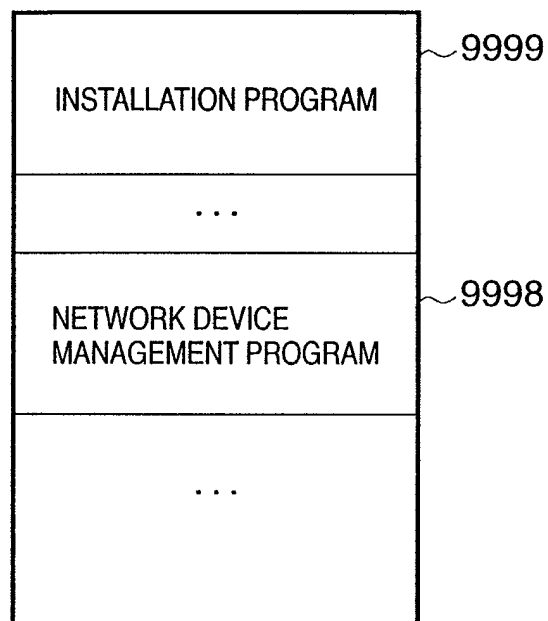 9999
INSTALLATION PROGRAM
...
9998
NETWORK DEVICE
MANAGEMENT PROGRAM
...